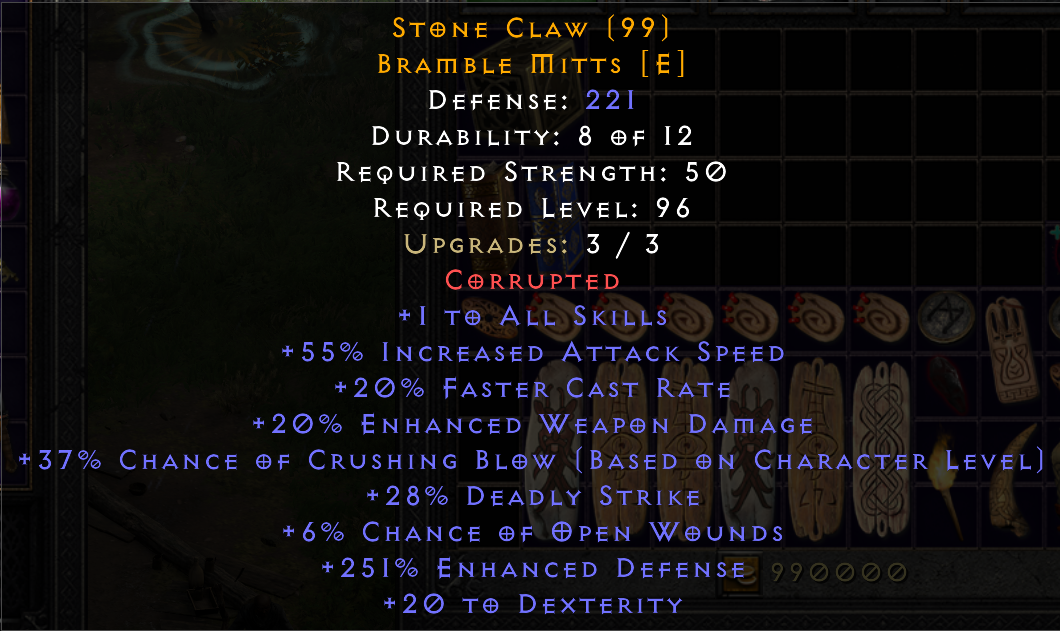 Stone Claw (99)
Bramble Mitts [E]
Defense: 221
Durability: 8 of 12
Required Strength: 50
Required Level: 96
Upgrades: 3 / 3
Corrupted
+1 to All Skills
+55% Increased Attack Speed
+20% Faster Cast Rate
+20% Enhanced Weapon Damage
+37% Chance of Crushing Blow (Based on Character Level)
+28% Deadly Strike
+6% Chance of Open Wounds
+251% Enhanced Defense
990000
+20 to Dexterity